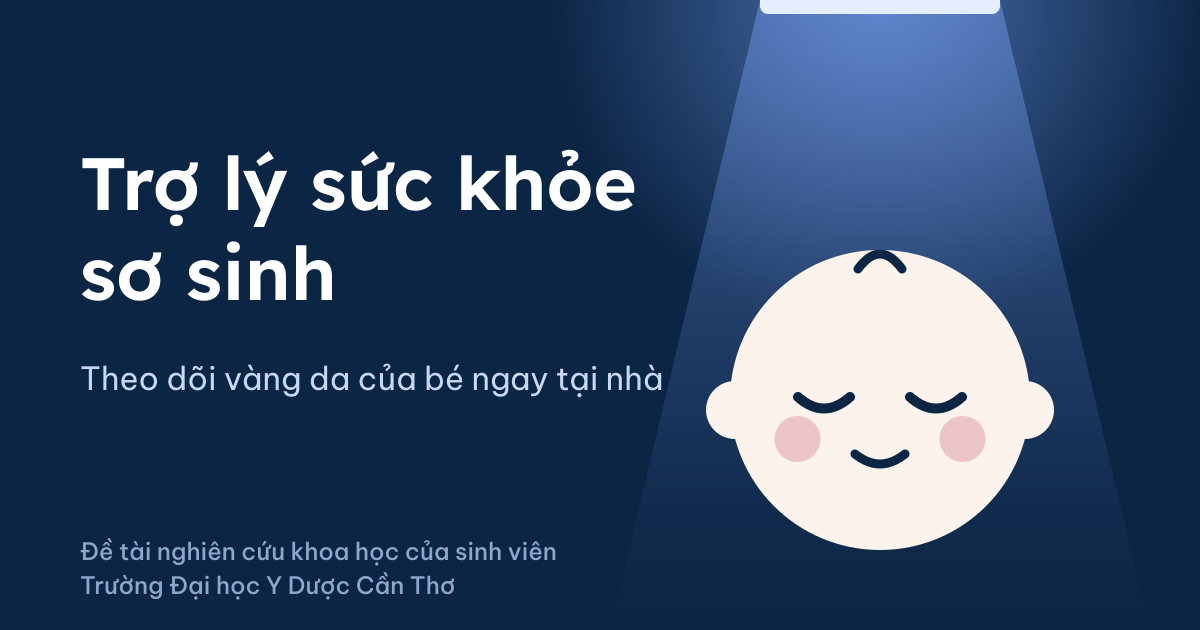 Trợ lý sức khỏe
sơ sinh
Theo dõi vàng da của bé ngay tại nhà
Đề tài nghiên cứu khoa học của sinh viên
Trường Đại học Y Dược Cần Thơ